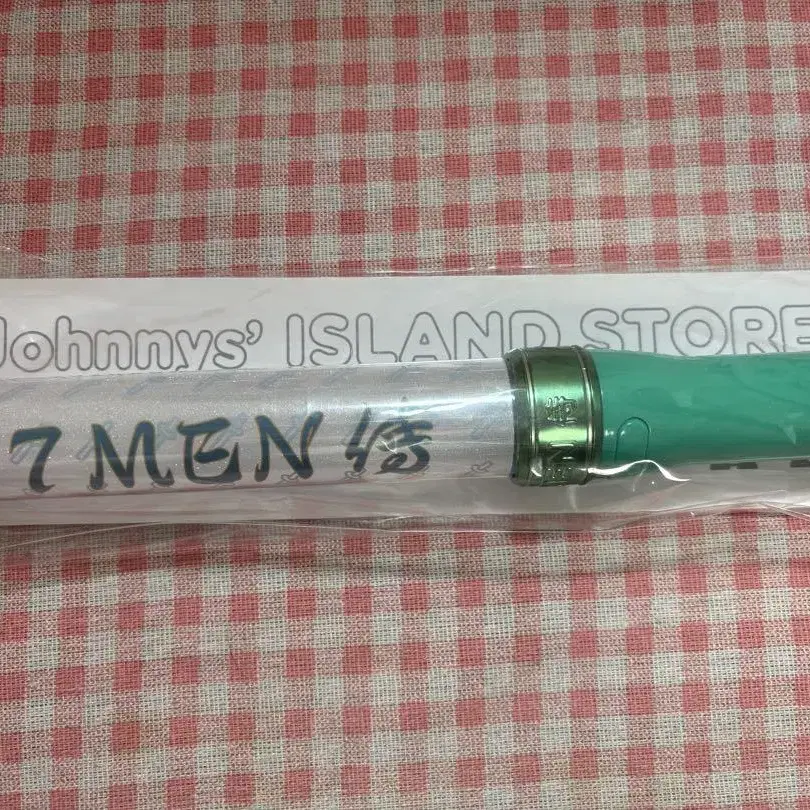 Johnnys' ISLAND STORE
7 MEN 侍